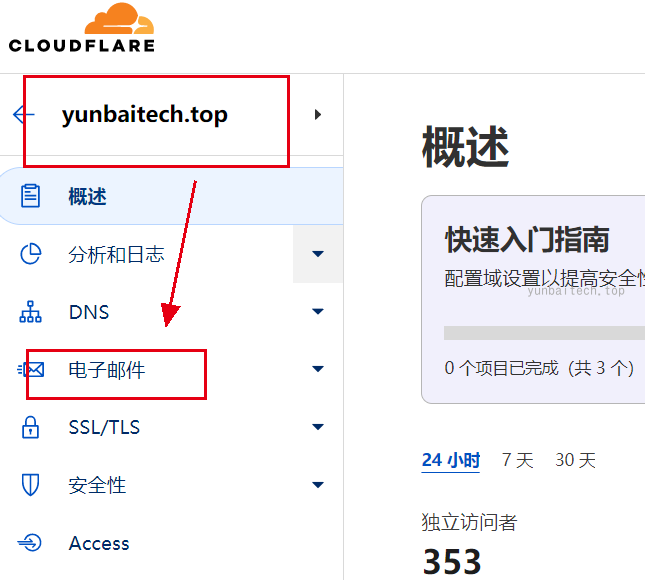 CLOUDFLARE
yunbaitech.top
概述
分析和日志
DNS
电子邮件
SSL/TLS
安全性
Access
概述
快速入门指南
配置域设置以提高安全性
yunbaitech.top
0 个项目已完成（共 3 个）
24 小时 7 天 30 天
独立访问者
353